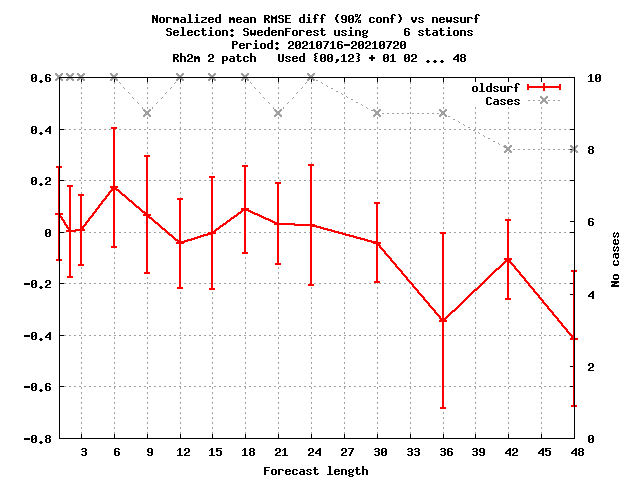 Normalized mean RMSE diff (90% conf) vs newsurf
Selection: SwedenForest using     6 stations
Period: 20210716-20210720
Rh2m 2 patch   Used {00,12} + 01 02 ... 48
oldsurf
Cases
0.6
0.4
0.2
0
-0.2
-0.4
-0.6
-0.8
10
8
6
4
2
0
No cases
3 6 9 12 15 18 21 24 27 30 33 36 39 42 45 48
Forecast length